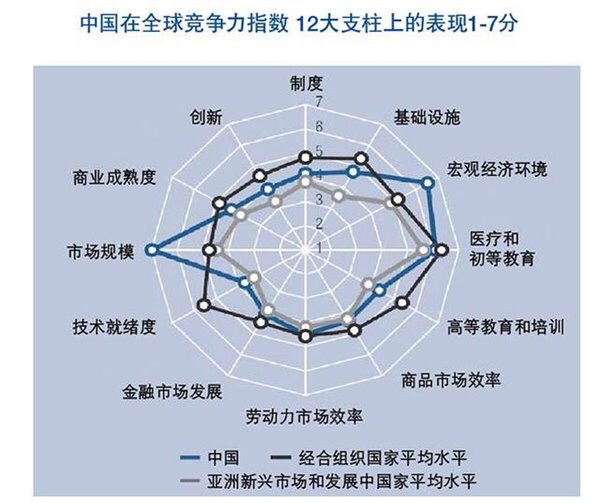 中国在全球竞争力指数 12大支柱上的表现1-7分
制度
7
6
5
4
3
2
1
基础设施
宏观经济环境
医疗和
初等教育
高等教育和培训
商品市场效率
劳动力市场效率
金融市场发展
技术就绪度
市场规模
商业成熟度
创新
中国
经合组织国家平均水平
亚洲新兴市场和发展中国家平均水平